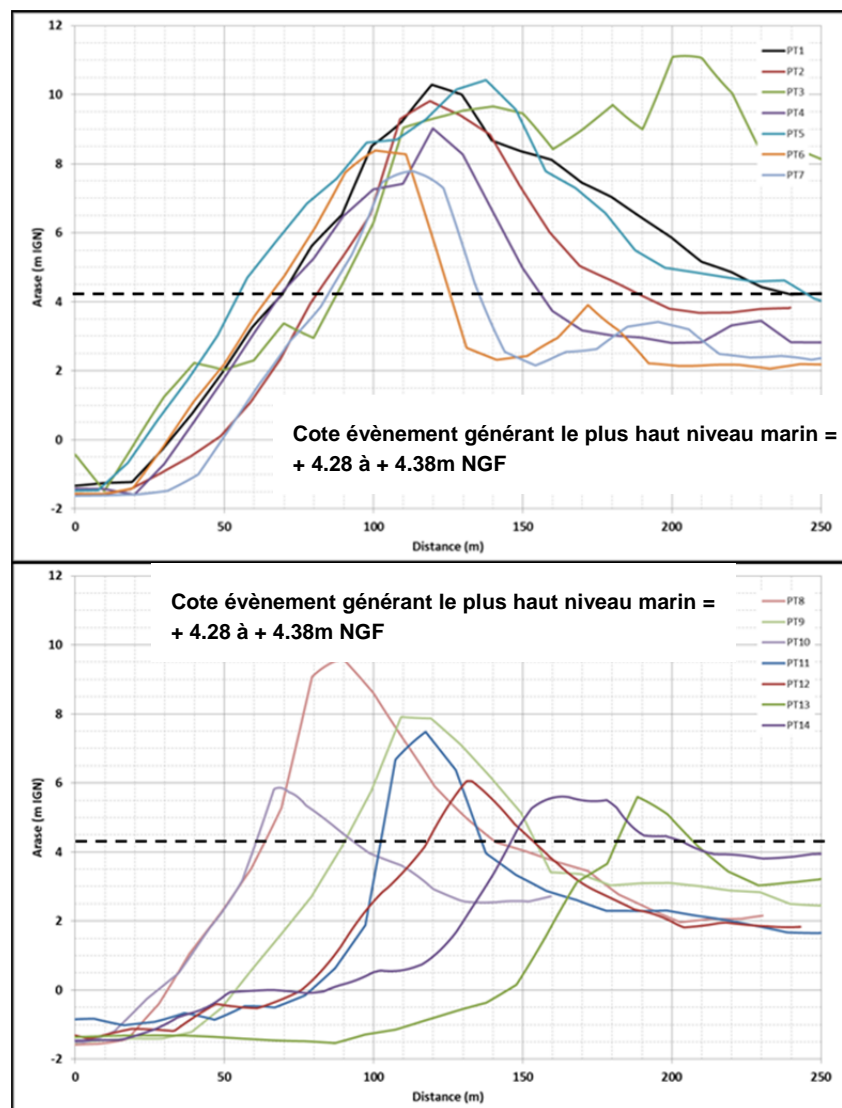 12
10
8
6
4
2
0
-2
Arase (m IGN)
PT1
PT2
PT3
PT4
PT5
PT6
PT7
Cote évènement générant le plus haut niveau marin =
+ 4.28 à + 4.38m NGF
0 50 100 150 200 250
Distance (m)
12
10
8
6
4
2
0
-2
Arase (m IGN)
Cote évènement générant le plus haut niveau marin =
+ 4.28 à + 4.38m NGF
PT8
PT9
PT10
PT11
PT12
PT13
PT14
0 50 100 150 200 250
Distance (m)